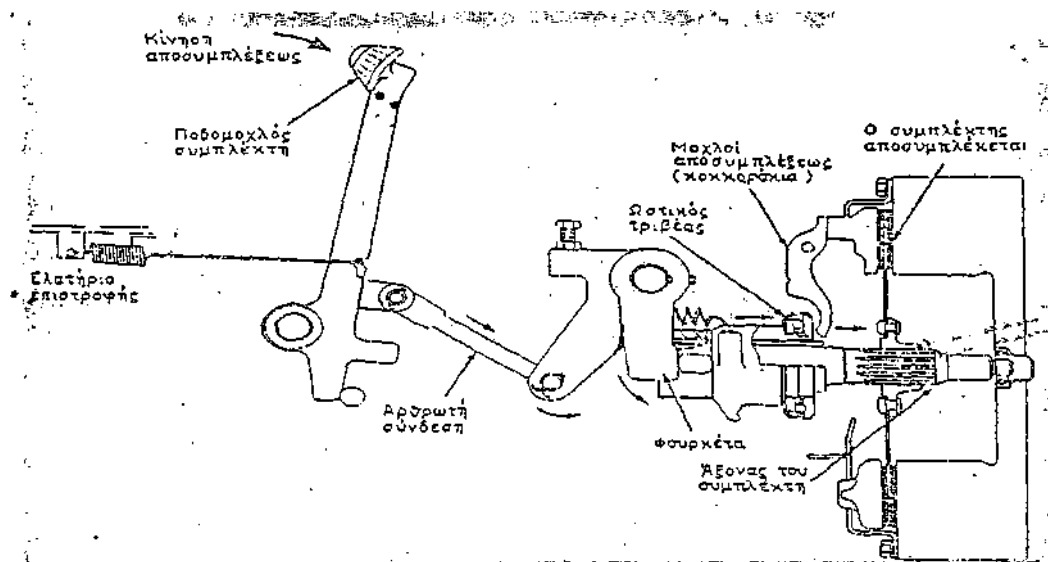 Κίνηση
αποσυμπλέξεως
Ποδομοχλός
συμπλέκτη
Μοχλοί
αποσυμπλέξεως
(κοκκοράκια)
Ο συμπλέκτης
αποσυμπλέκεται
Ωστικός
τριβέας
Ελατήριο
επιστροφής
Αρθρωτή
σύνδεση
Φουρκέτα
Άξονας του
συμπλέκτη